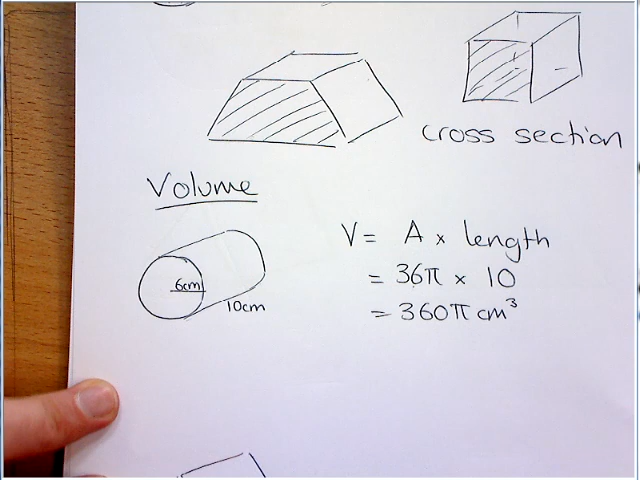 cross section
Volume
V = A × length
6cm
= 36π × 10
10cm
= 360π cm³